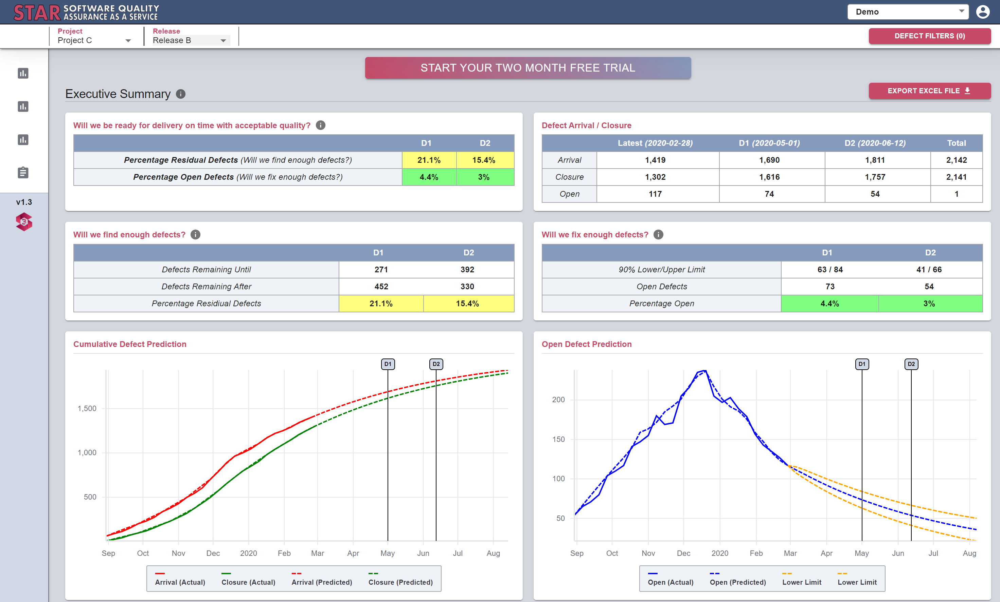 STAR SOFTWARE QUALITY
ASSURANCE AS A SERVICE
Demo
Project
Project C
Release
Release B
DEFECT FILTERS (0)
START YOUR TWO MONTH FREE TRIAL
Executive Summary
EXPORT EXCEL FILE
v1.3
Will we be ready for delivery on time with acceptable quality?
D1 D2
Percentage Residual Defects (Will we find enough defects?) 21.1% 15.4%
Percentage Open Defects (Will we fix enough defects?) 4.4% 3%
Defect Arrival / Closure
Latest (2020-02-28) D1 (2020-05-01) D2 (2020-06-12) Total
Arrival 1,419 1,690 1,811 2,142
Closure 1,302 1,616 1,757 2,141
Open 117 74 54 1
Will we find enough defects?
D1 D2
Defects Remaining Until 271 392
Defects Remaining After 452 330
Percentage Residiual Defects 21.1% 15.4%
Will we fix enough defects?
D1 D2
90% Lower/Upper Limit 63 / 84 41 / 66
Open Defects 73 54
Percentage Open 4.4% 3%
Cumulative Defect Prediction
D1 D2
1,500
1,000
500
Sep Oct Nov Dec 2020 Feb Mar Apr May Jun Jul Aug
Arrival (Actual) Closure (Actual) Arrival (Predicted) Closure (Predicted)
Open Defect Prediction
D1 D2
200
150
100
50
Sep Oct Nov Dec 2020 Feb Mar Apr May Jun Jul Aug
Open (Actual) Open (Predicted) Lower Limit Lower Limit